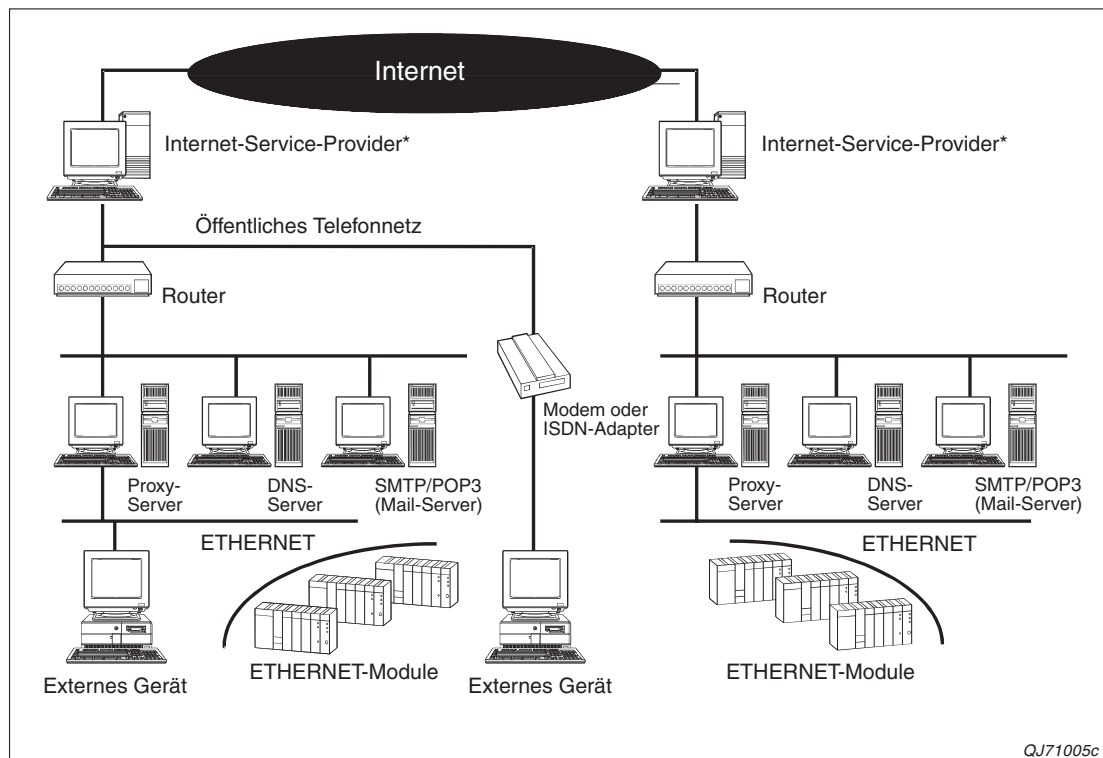 Internet
Internet-Service-Provider*
Internet-Service-Provider*
Öffentliches Telefonnetz
Router
Router
Modem oder
ISDN-Adapter
Proxy-
Server
DNS-
Server
SMTP/POP3
(Mail-Server)
Proxy-
Server
DNS-
Server
SMTP/POP3
(Mail-Server)
ETHERNET
ETHERNET
ETHERNET-Module
ETHERNET-Module
Externes Gerät
Externes Gerät
QJ71005c